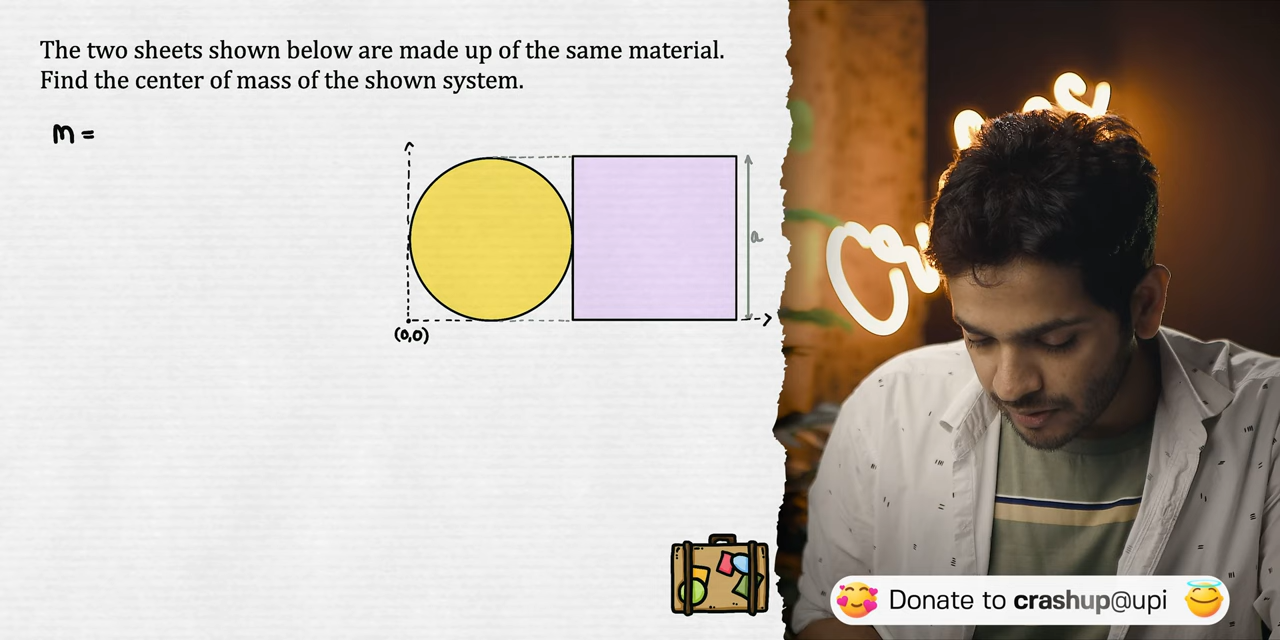 The two sheets shown below are made up of the same material.
Find the center of mass of the shown system.
m =
a
(0,0)
Donate to crashup@upi